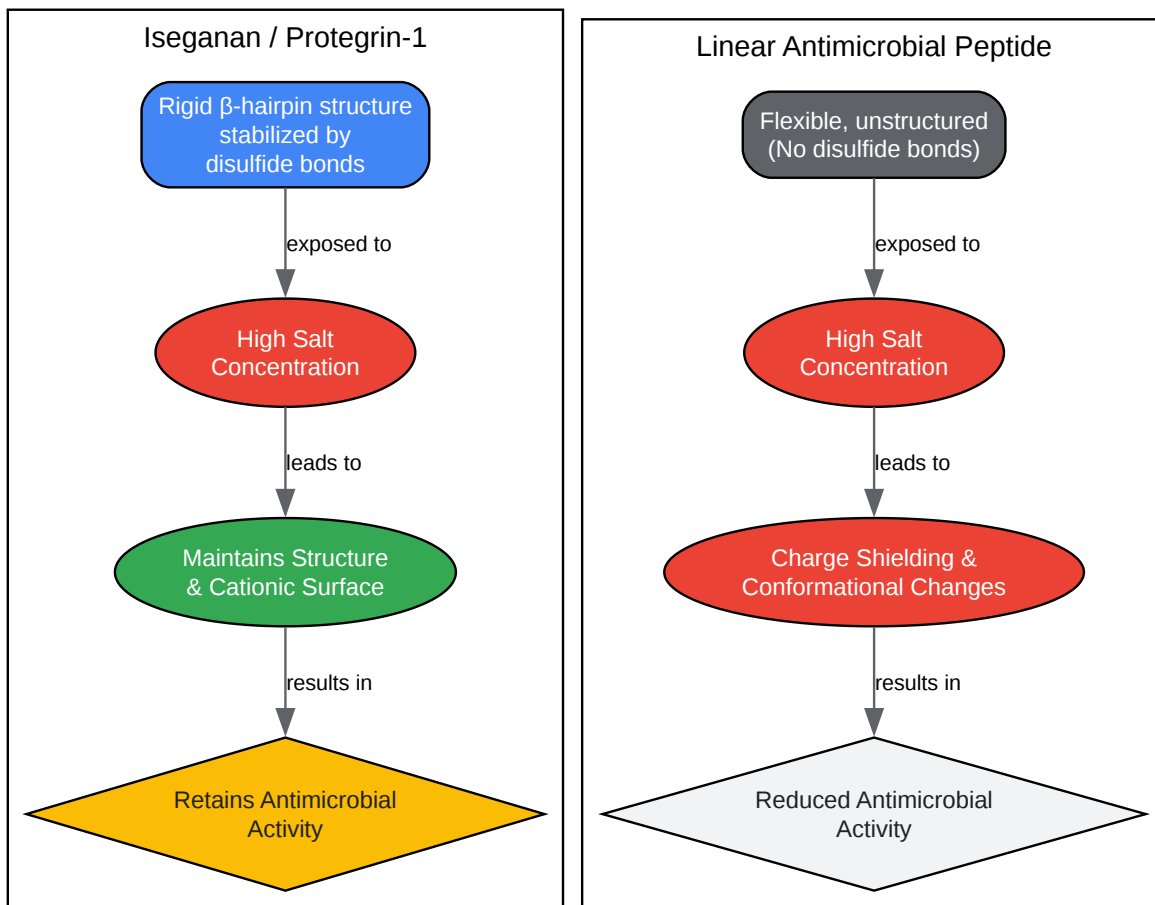 Iseganan / Protegrin-1
Rigid β-hairpin structure
stabilized by
disulfide bonds
exposed to
High Salt
Concentration
leads to
Maintains Structure
& Cationic Surface
results in
Retains Antimicrobial
Activity
Linear Antimicrobial Peptide
Flexible, unstructured
(No disulfide bonds)
exposed to
High Salt
Concentration
leads to
Charge Shielding &
Conformational Changes
results in
Reduced Antimicrobial
Activity